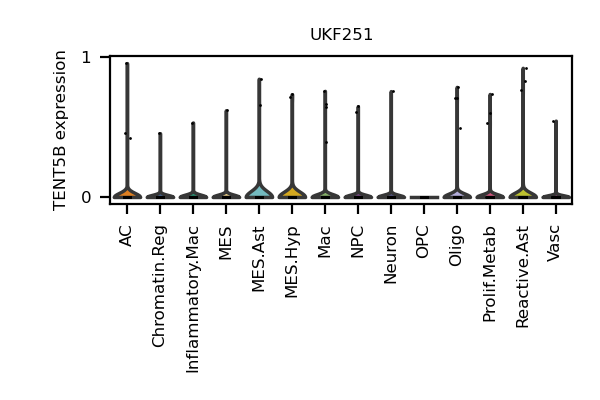 UKF251
TENT5B expression
1
0
AC
Chromatin.Reg
Inflammatory.Mac
MES
MES.Ast
MES.Hyp
Mac
NPC
Neuron
OPC
Oligo
Prolif.Metab
Reactive.Ast
Vasc